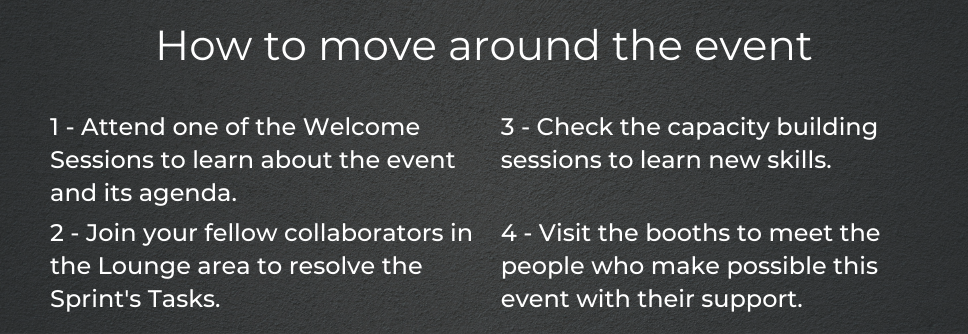 How to move around the event
1 - Attend one of the Welcome
Sessions to learn about the event
and its agenda.
2 - Join your fellow collaborators in
the Lounge area to resolve the
Sprint's Tasks.
3 - Check the capacity building
sessions to learn new skills.
4 - Visit the booths to meet the
people who make possible this
event with their support.